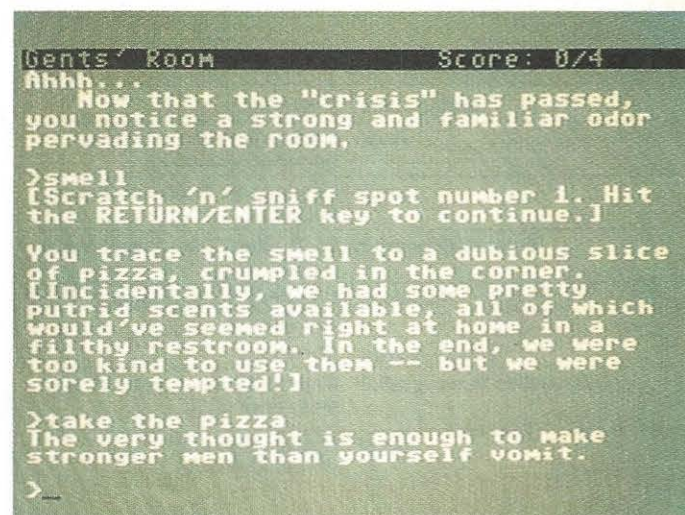 Gents' Room Score: 0/4
Ahhh...
Now that the "crisis" has passed,
you notice a strong and familiar odor
pervading the room.
>smell
[Scratch 'n' sniff spot number 1. Hit
the RETURN/ENTER key to continue.]
You trace the smell to a dubious slice
of pizza, crumpled in the corner.
[Incidentally, we had some pretty
putrid scents available, all of which
would've seemed right at home in a
filthy restroom. In the end, we were
too kind to use them -- but we were
sorely tempted!]
>take the pizza
The very thought is enough to make
stronger men than yourself vomit.
>_